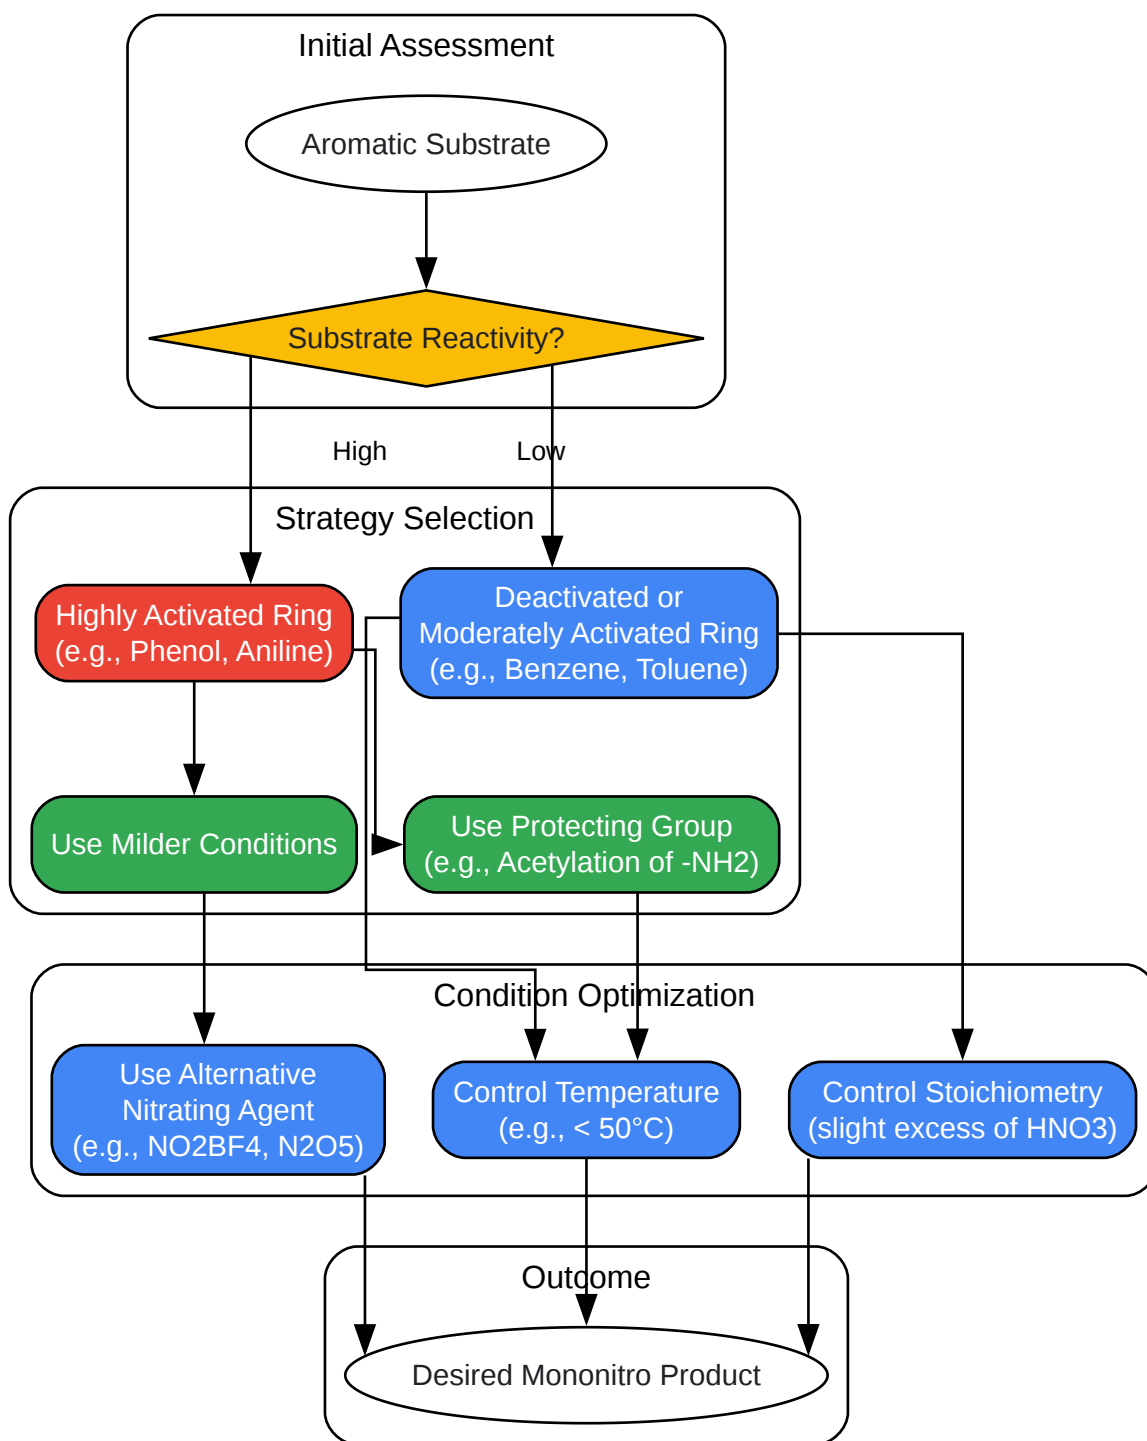 Initial Assessment
Aromatic Substrate
Substrate Reactivity?
High
Low
Strategy Selection
Highly Activated Ring
(e.g., Phenol, Aniline)
Deactivated or
Moderately Activated Ring
(e.g., Benzene, Toluene)
Use Milder Conditions
Use Protecting Group
(e.g., Acetylation of -NH2)
Condition Optimization
Use Alternative
Nitrating Agent
(e.g., NO2BF4, N2O5)
Control Temperature
(e.g., < 50°C)
Control Stoichiometry
(slight excess of HNO3)
Outcome
Desired Mononitro Product